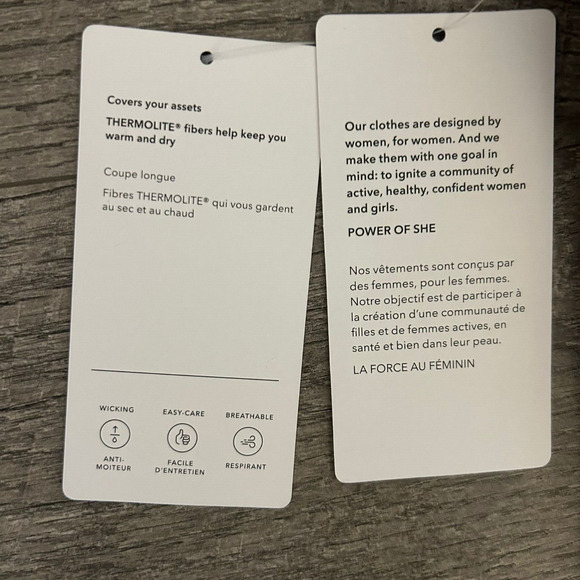 Covers your assets
THERMOLITE® fibers help keep you
warm and dry
Coupe longue
Fibres THERMOLITE® qui vous gardent
au sec et au chaud
WICKING
ANTI-
MOITEUR
EASY-CARE
FACILE
D'ENTRETIEN
BREATHABLE
RESPIRANT
Our clothes are designed by
women, for women. And we
make them with one goal in
mind: to ignite a community of
active, healthy, confident women
and girls.
POWER OF SHE
Nos vêtements sont conçus par
des femmes, pour les femmes.
Notre objectif est de participer à
la création d'une communauté de
filles et de femmes actives, en
santé et bien dans leur peau.
LA FORCE AU FÉMININ